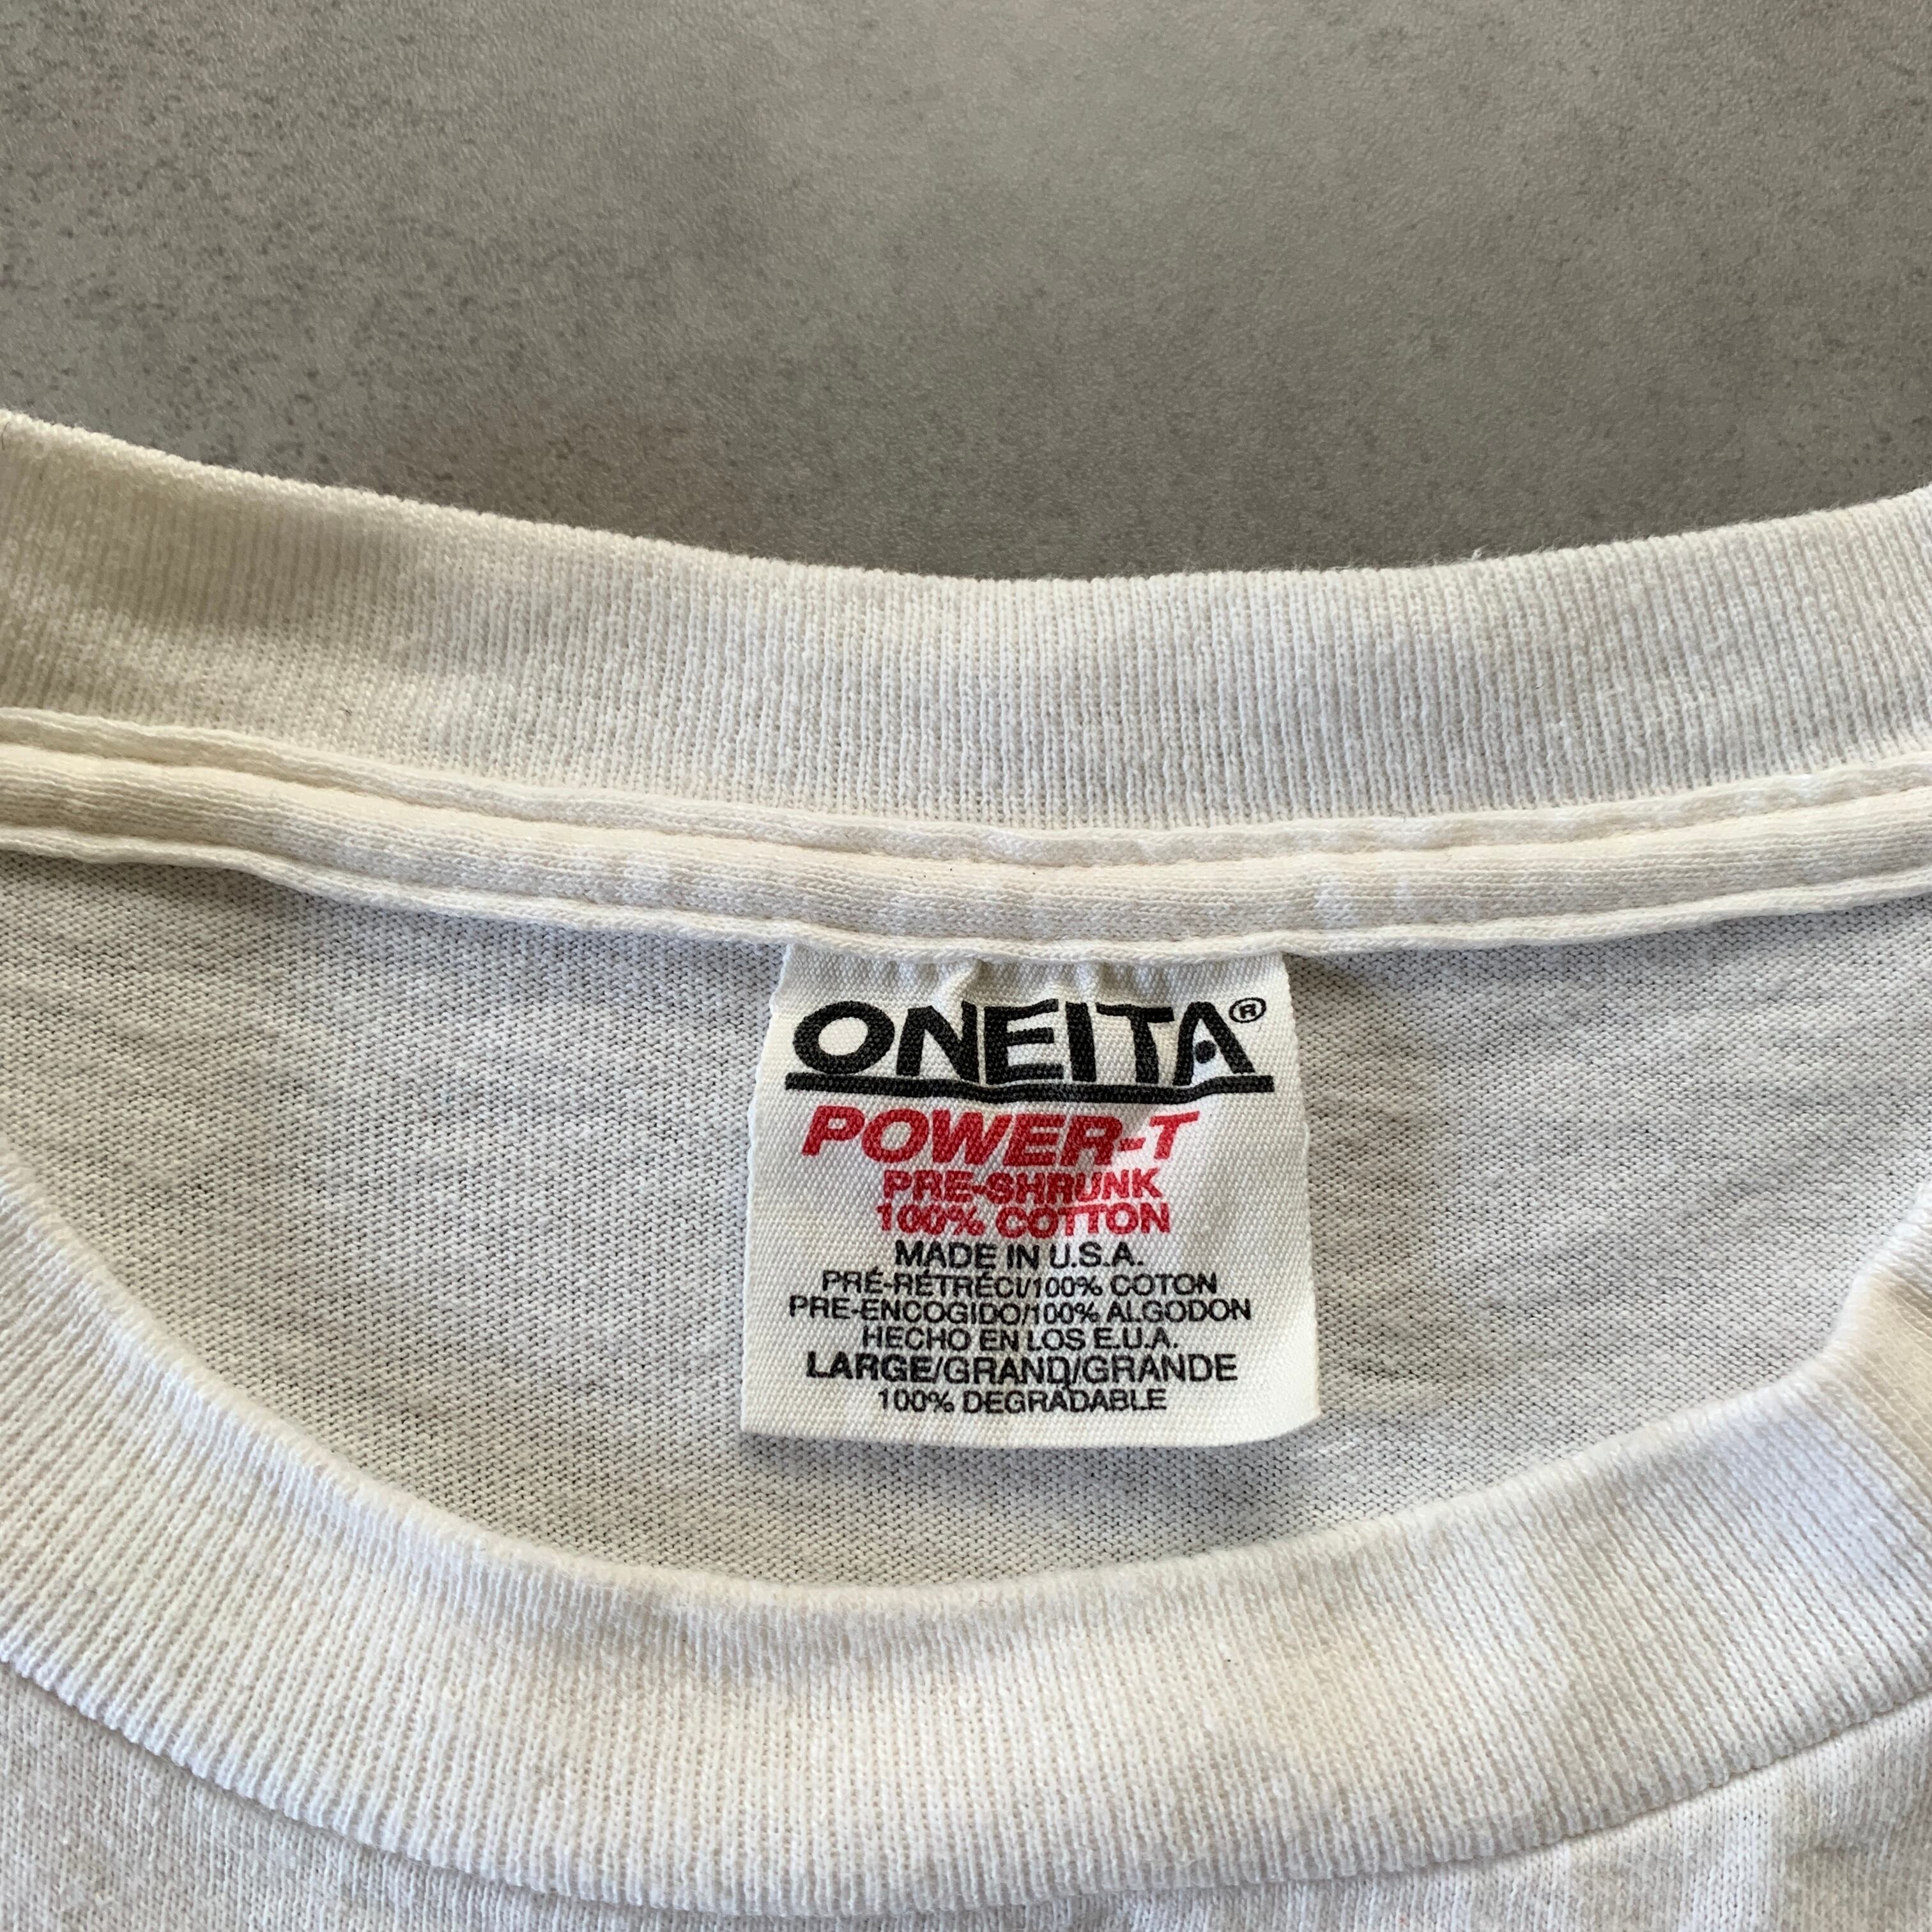 ONEITA®
POWER-T
PRE-SHRUNK
100% COTTON
MADE IN U.S.A.
PRÉ-RÉTRÉCI/100% COTON
PRE-ENCOGIDO/100% ALGODON
HECHO EN LOS E.U.A.
LARGE/GRAND/GRANDE
100% DEGRADABLE